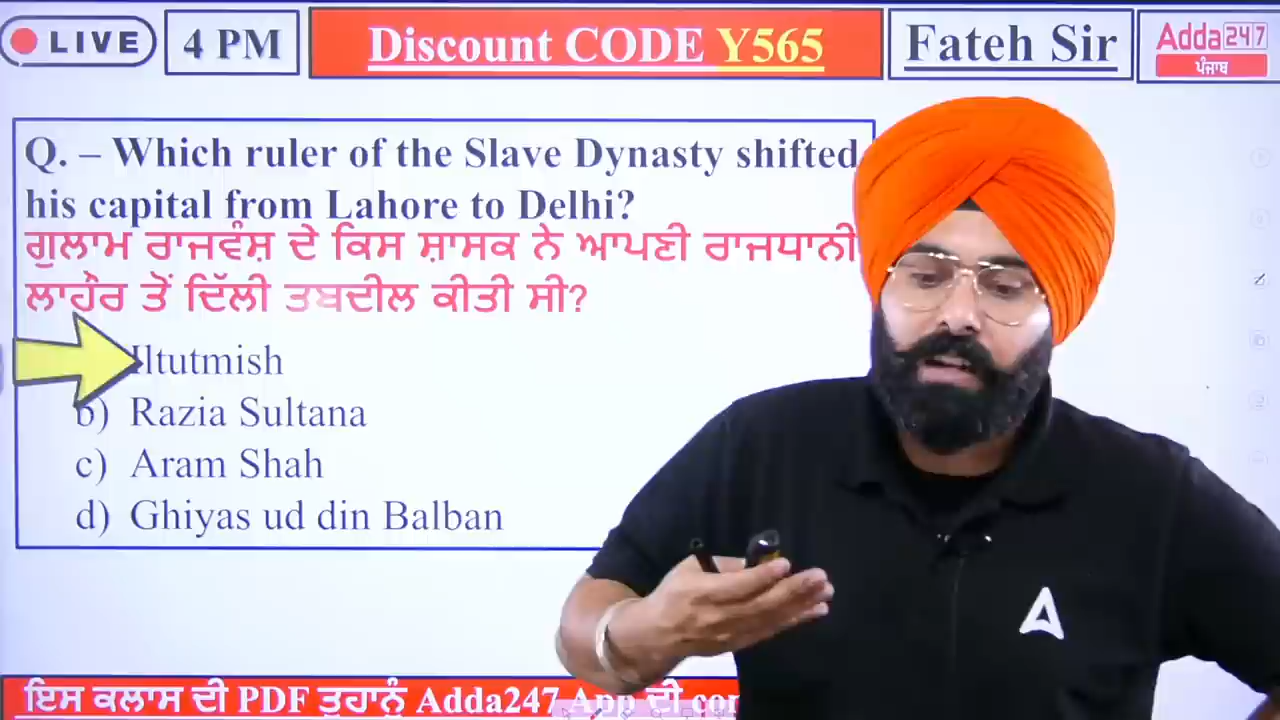 LIVE
4 PM
Discount CODE Y565
Fateh Sir
Adda247
ਪੰਜਾਬ
Q. – Which ruler of the Slave Dynasty shifted
his capital from Lahore to Delhi?
ਗੁਲਾਮ ਰਾਜਵੰਸ਼ ਦੇ ਕਿਸ ਸ਼ਾਸਕ ਨੇ ਆਪਣੀ ਰਾਜਧਾਨੀ
ਲਾਹੌਰ ਤੋਂ ਦਿੱਲੀ ਤਬਦੀਲ ਕੀਤੀ ਸੀ?
Iltutmish
b) Razia Sultana
c) Aram Shah
d) Ghiyas ud din Balban
ਇਸ ਕਲਾਸ ਦੀ PDF ਤੁਹਾਨੂੰ Adda247 App ਦੀ